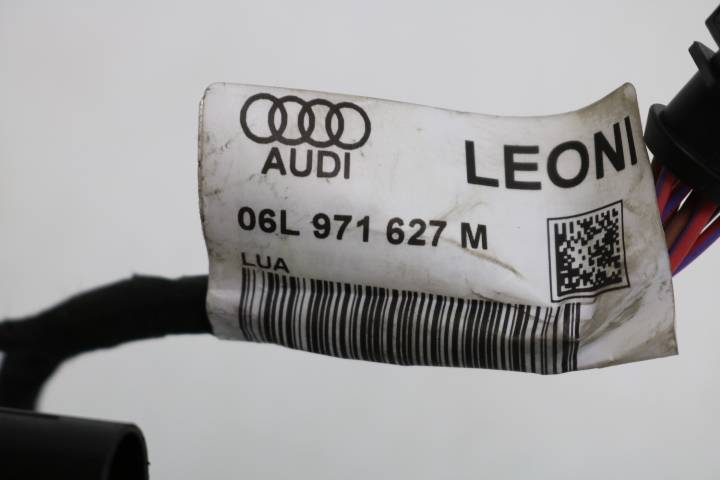 AUDI
LEONI
06L 971 627 M
LUA